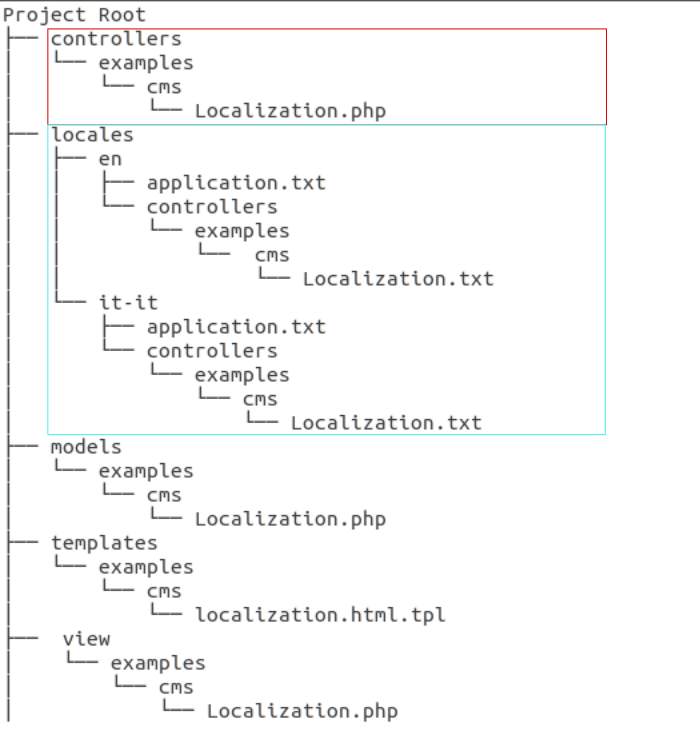 Project Root
├── controllers
│   └── examples
│       └── cms
│           └── Localization.php
├── locales
│   ├── en
│   │   ├── application.txt
│   │   └── controllers
│   │       └── examples
│   │           └──  cms
│   │                └── Localization.txt
│   └── it-it
│       ├── application.txt
│       └── controllers
│           └── examples
│               └── cms
│                   └── Localization.txt
├── models
│   └── examples
│       └── cms
│           └── Localization.php
├── templates
│   └── examples
│       └── cms
│           └── localization.html.tpl
├──  view
│    └── examples
│        └── cms
│            └── Localization.php